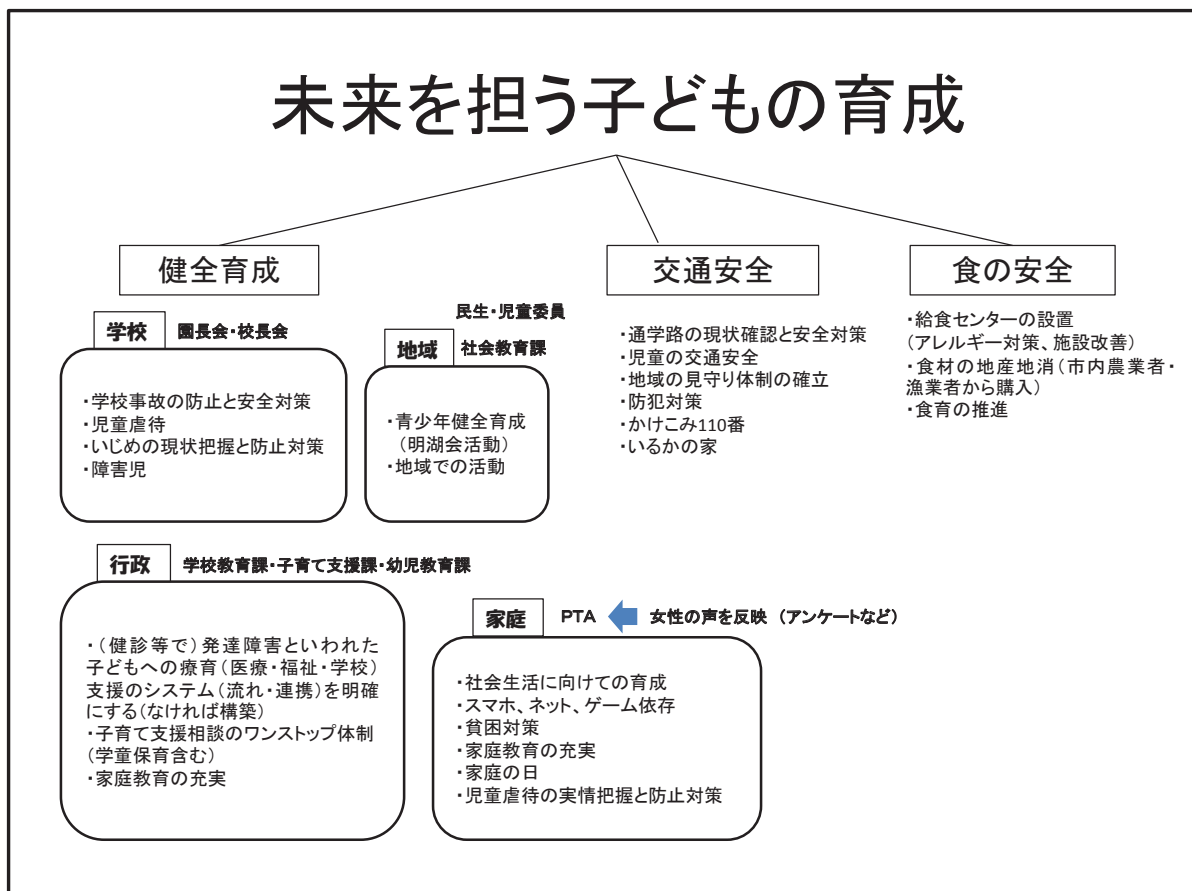 未来を担う子どもの育成
健全育成
学校 園長会・校長会
・学校事故の防止と安全対策
・児童虐待
・いじめの現状把握と防止対策
・障害児
民生・児童委員
地域 社会教育課
・青少年健全育成
(明湖会活動)
・地域での活動
行政 学校教育課・子育て支援課・幼児教育課
・(健診等で)発達障害といわれた
子どもへの療育(医療・福祉・学校)
支援のシステム(流れ・連携)を明確
にする(なければ構築)
・子育て支援相談のワンストップ体制
(学童保育含む)
・家庭教育の充実
家庭 PTA 女性の声を反映 (アンケートなど)
・社会生活に向けての育成
・スマホ、ネット、ゲーム依存
・貧困対策
・家庭教育の充実
・家庭の日
・児童虐待の実情把握と防止対策
交通安全
・通学路の現状確認と安全対策
・児童の交通安全
・地域の見守り体制の確立
・防犯対策
・かけこみ110番
・いるかの家
食の安全
・給食センターの設置
(アレルギー対策、施設改善)
・食材の地産地消(市内農業者・
漁業者から購入)
・食育の推進